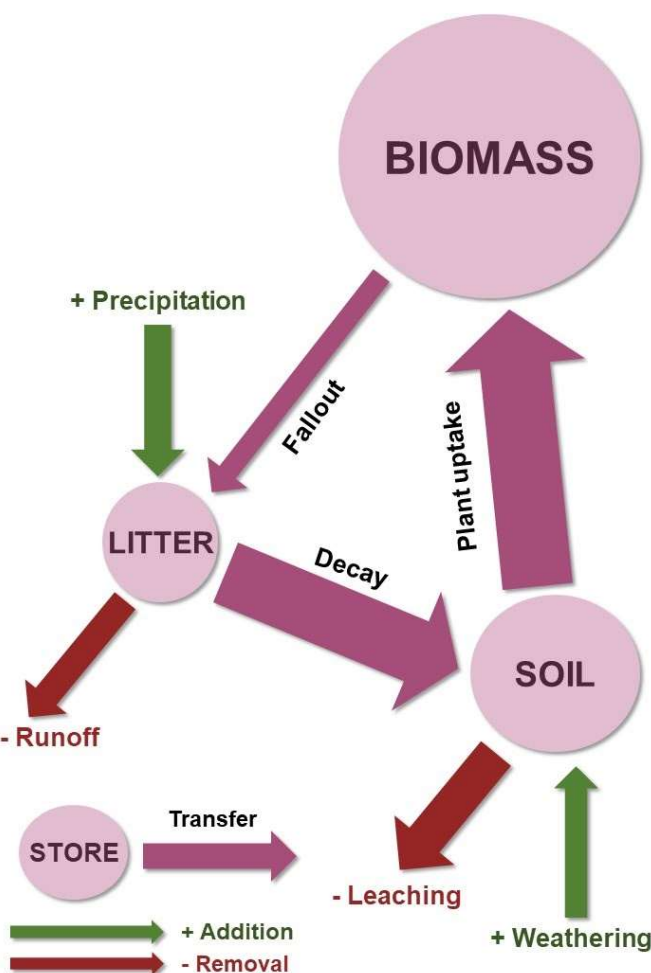 BIOMASS
+ Precipitation
Fallout
Plant uptake
LITTER
Decay
SOIL
- Runoff
Transfer
STORE
- Leaching
+ Addition
+ Weathering
- Removal